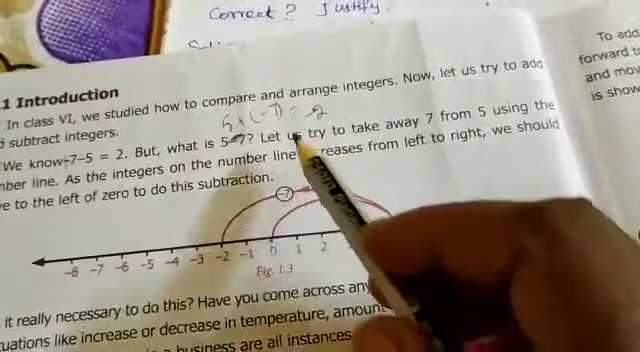 Correct? Justify.
1 Introduction
In class VI, we studied how to compare and arrange integers. Now, let us try to add
d subtract integers.
To add
forward t
and mov
is show
We know 7–5 = 2. But, what is 5–7? Let us try to take away 7 from 5 using the
nber line. As the integers on the number line reases from left to right, we should
ve to the left of zero to do this subtraction.
–7
–8 –7 –6 –5 –4 –3 –2 –1 0 1 2
Fig. 1.3
it really necessary to do this? Have you come across any
uations like increase or decrease in temperature, amount
business are all instances